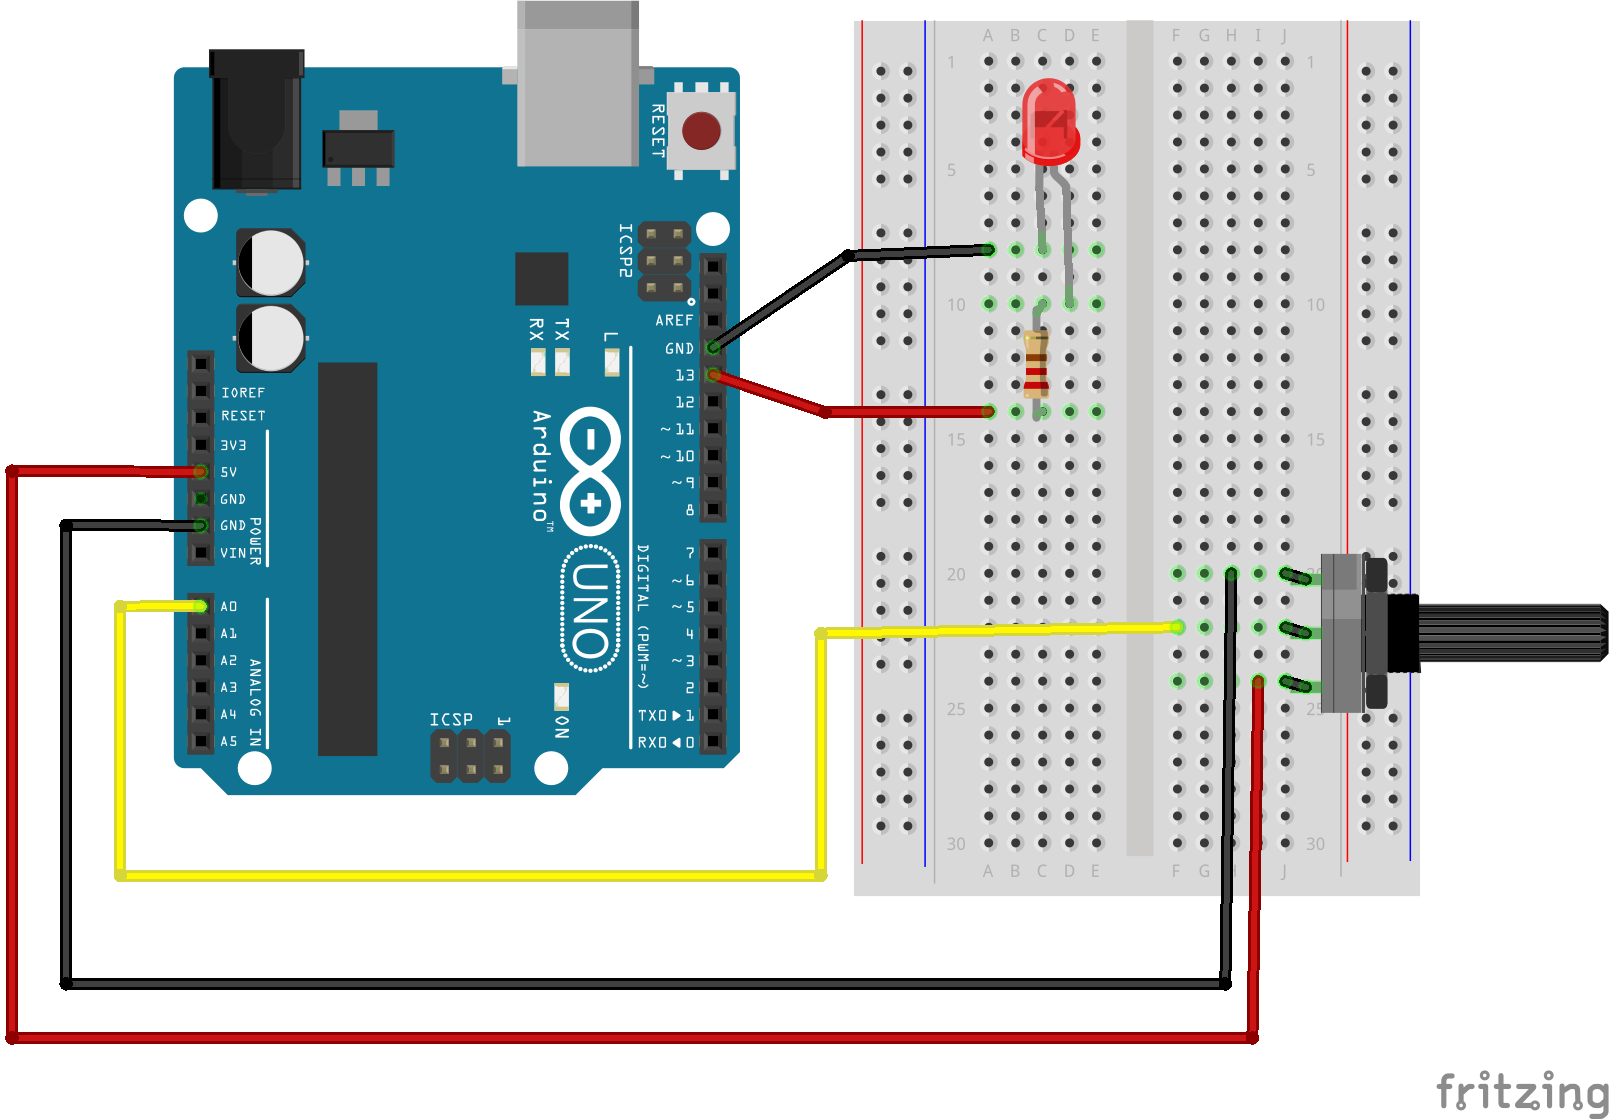 RESET
ICSP2
AREF
GND
13
12
~11
~10
~9
8
7
~6
~5
4
~3
2
TX0▶1
RX0◀0
DIGITAL (PWM=~)
RX
TX
L
Arduino™
UNO
ON
ICSP
1
IOREF
RESET
3V3
5V
GND
GND
VIN
POWER
A0
A1
A2
A3
A4
A5
ANALOG IN
A B C D E F G H I J
1 1
5 5
10 10
15 15
20
25 25
30 30
A B C D E F G J
fritzing